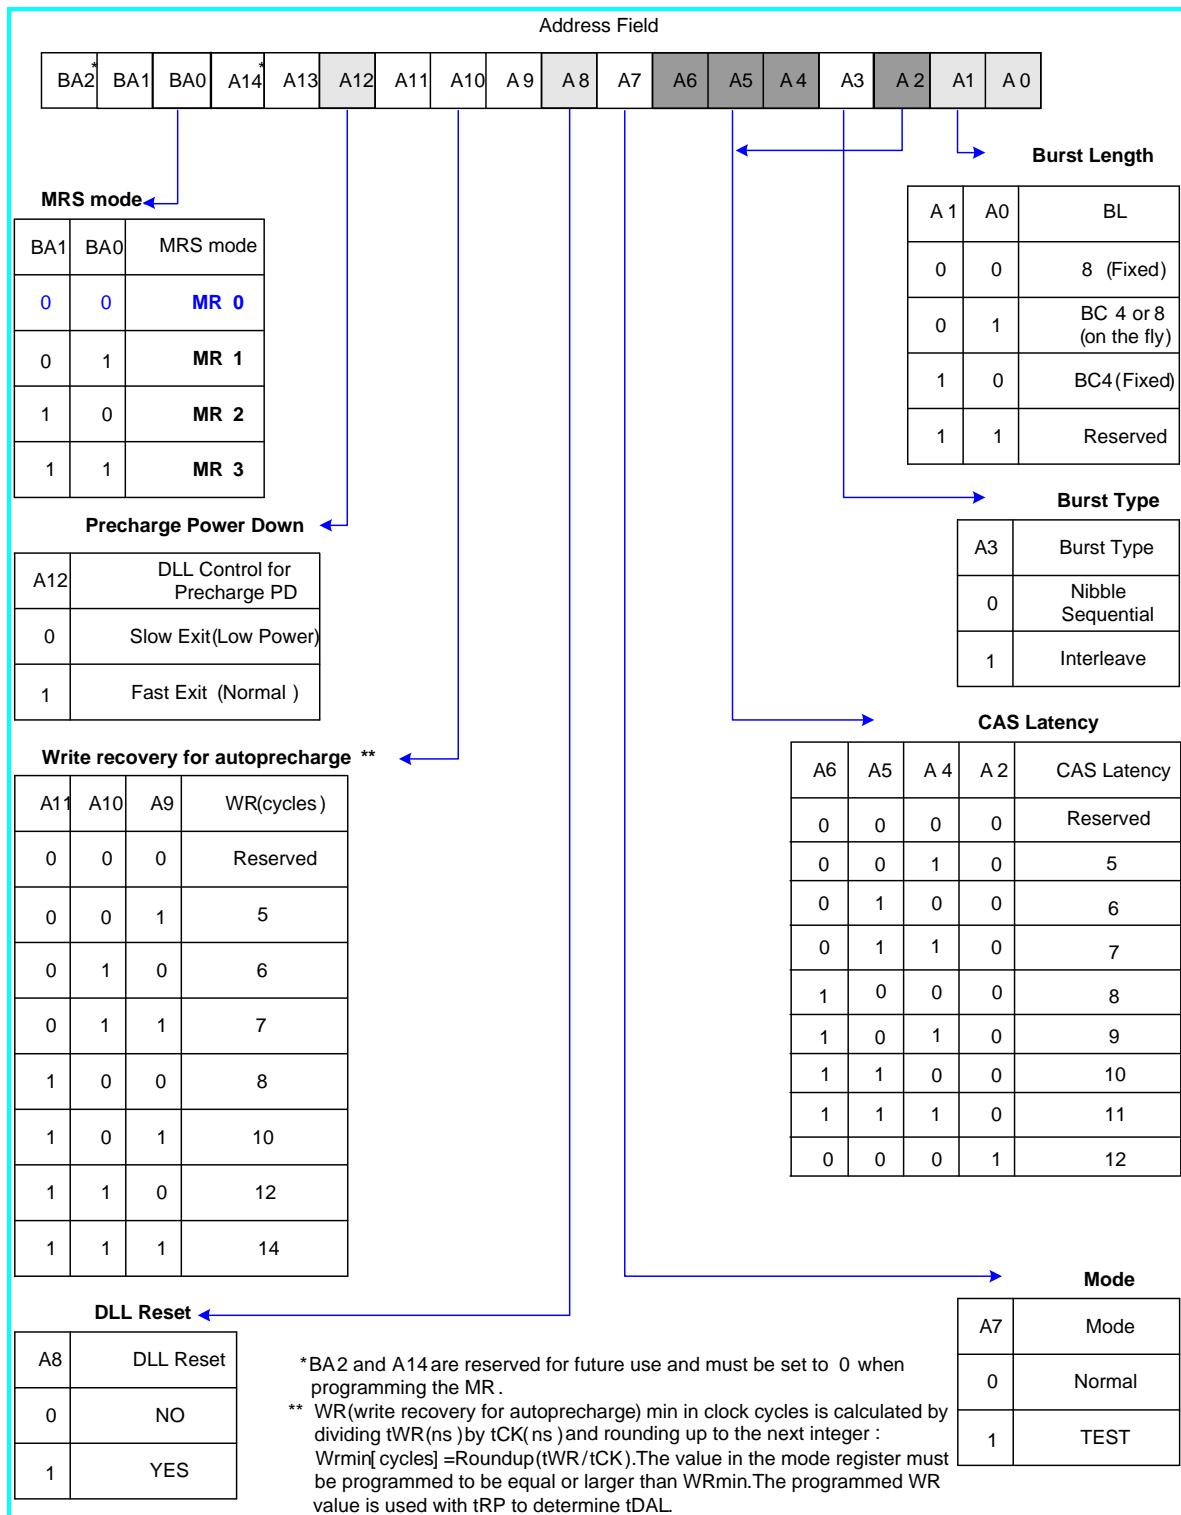 Address Field
BA2* BA1 BA0 A14* A13 A12 A11 A10 A9 A8 A7 A6 A5 A4 A3 A2 A1 A0
MRS mode
BA1 BA0 MRS mode
0 0 MR 0
0 1 MR 1
1 0 MR 2
1 1 MR 3
Precharge Power Down
A12 DLL Control for
Precharge PD
0 Slow Exit(Low Power)
1 Fast Exit (Normal )
Write recovery for autoprecharge **
A11 A10 A9 WR(cycles)
0 0 0 Reserved
0 0 1 5
0 1 0 6
0 1 1 7
1 0 0 8
1 0 1 10
1 1 0 12
1 1 1 14
DLL Reset
A8 DLL Reset
0 NO
1 YES
Burst Length
A1 A0 BL
0 0 8 (Fixed)
0 1 BC 4 or 8
(on the fly)
1 0 BC4(Fixed)
1 1 Reserved
Burst Type
A3 Burst Type
0 Nibble
Sequential
1 Interleave
CAS Latency
A6 A5 A4 A2 CAS Latency
0 0 0 0 Reserved
0 0 1 0 5
0 1 0 0 6
0 1 1 0 7
1 0 0 0 8
1 0 1 0 9
1 1 0 0 10
1 1 1 0 11
0 0 0 1 12
Mode
A7 Mode
0 Normal
1 TEST
*BA2 and A14 are reserved for future use and must be set to 0 when
programming the MR.
** WR(write recovery for autoprecharge) min in clock cycles is calculated by
dividing tWR(ns) by tCK(ns) and rounding up to the next integer :
Wrmin[cycles] =Roundup(tWR/tCK).The value in the mode register must
be programmed to be equal or larger than WRmin.The programmed WR
value is used with tRP to determine tDAL.